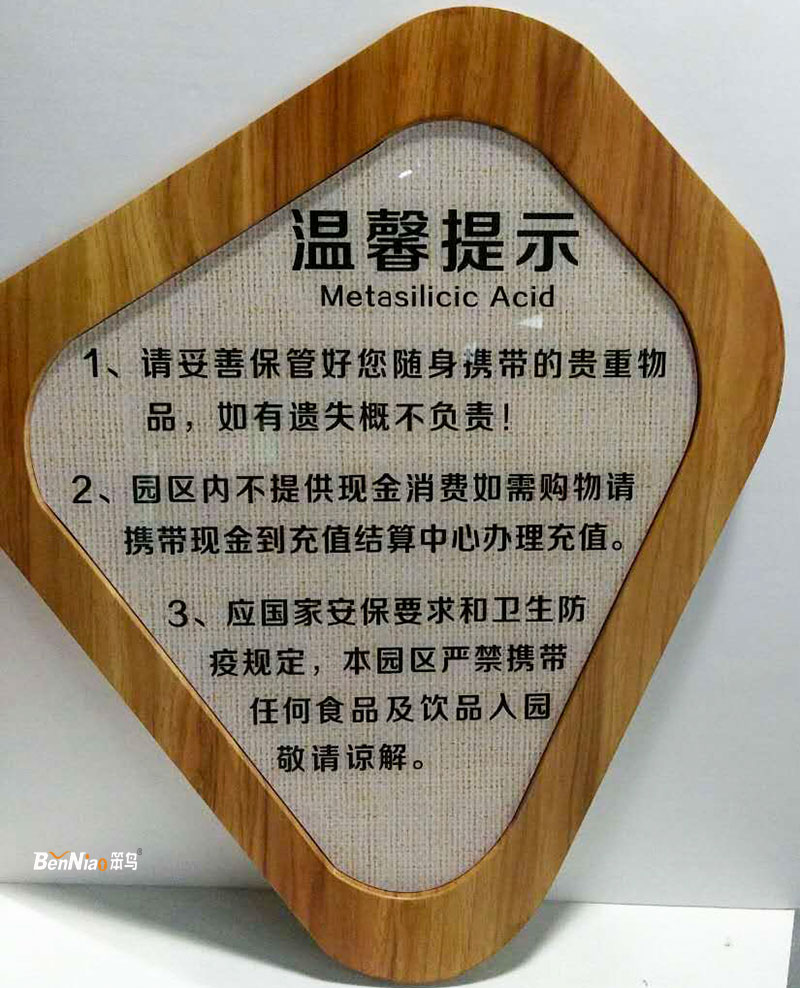 温馨提示
Metasilicic Acid
1、请妥善保管好您随身携带的贵重物
品，如有遗失概不负责！
2、园区内不提供现金消费如需购物请
携带现金到充值结算中心办理充值。
3、应国家安保要求和卫生防
疫规定，本园区严禁携带
任何食品及饮品入园
敬请谅解。
BenNiao笨鸟®